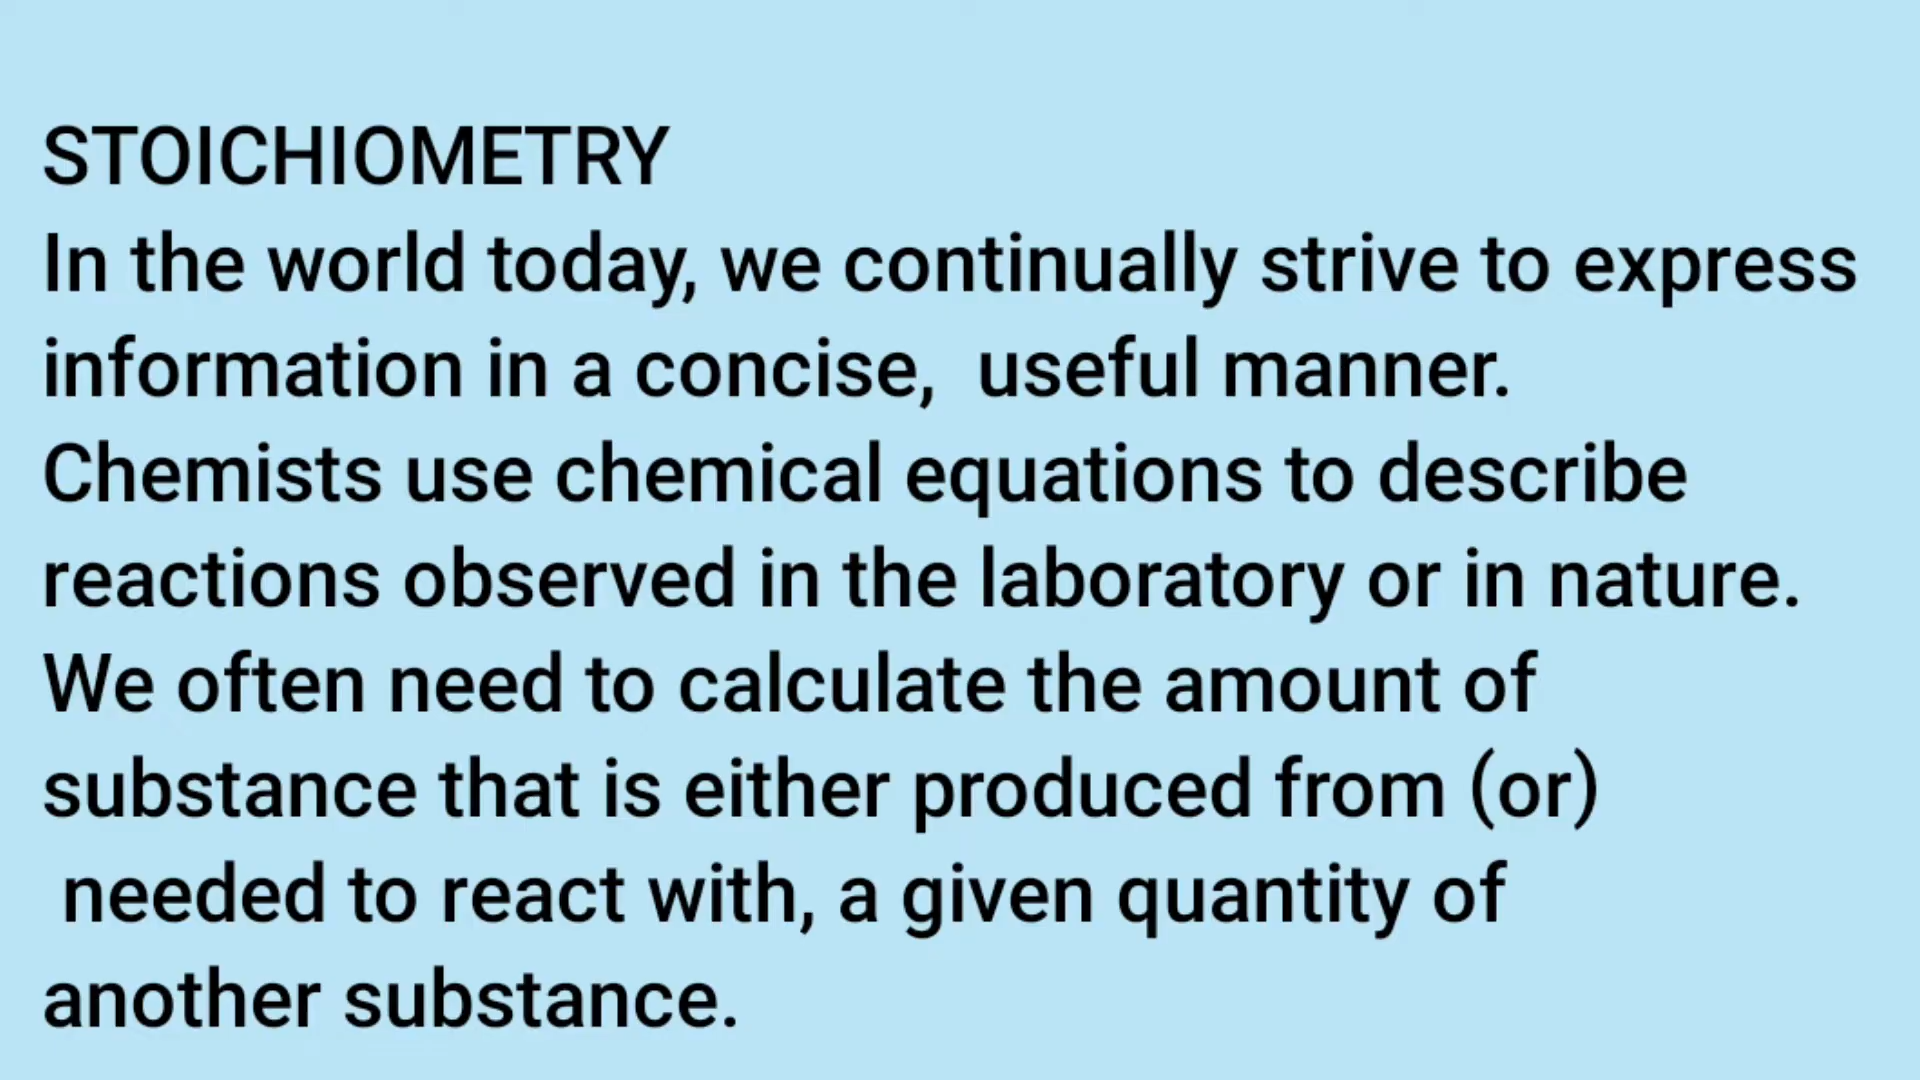 STOICHIOMETRY
In the world today, we continually strive to express
information in a concise,  useful manner.
Chemists use chemical equations to describe
reactions observed in the laboratory or in nature.
We often need to calculate the amount of
substance that is either produced from (or)
needed to react with, a given quantity of
another substance.